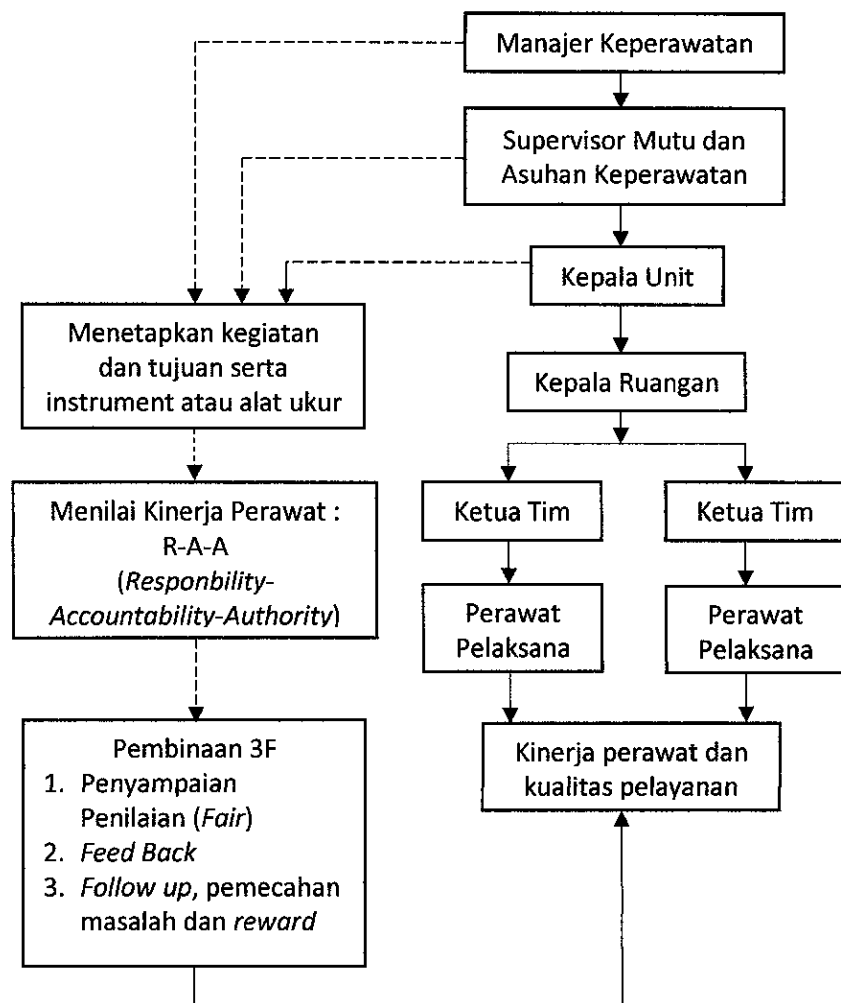 Manajer Keperawatan
Supervisor Mutu dan
Asuhan Keperawatan
Kepala Unit
Menetapkan kegiatan
dan tujuan serta
instrument atau alat ukur
Kepala Ruangan
Menilai Kinerja Perawat :
R-A-A
(Responbility-
Accountability-Authority)
Ketua Tim
Ketua Tim
Perawat
Pelaksana
Perawat
Pelaksana
Pembinaan 3F
1. Penyampaian
Penilaian (Fair)
2. Feed Back
3. Follow up, pemecahan
masalah dan reward
Kinerja perawat dan
kualitas pelayanan